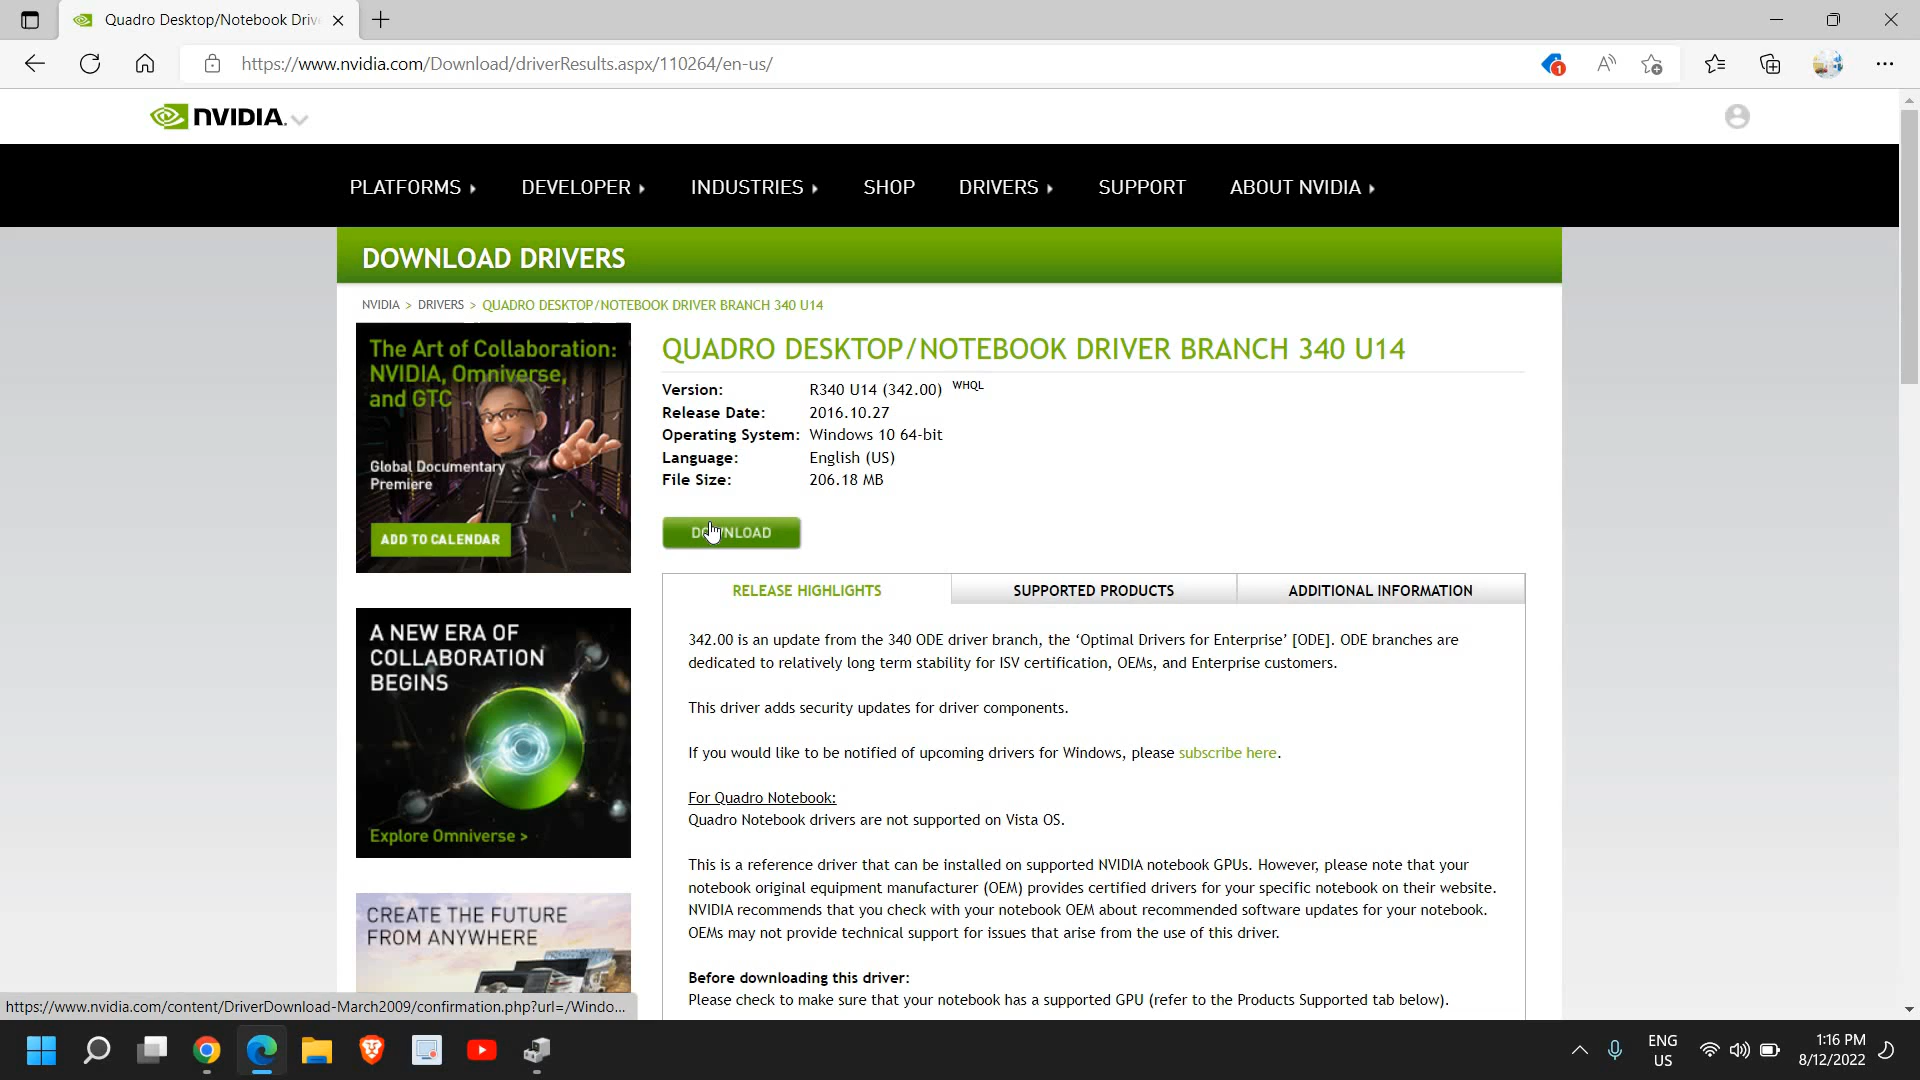 Quadro Desktop/Notebook Driv
https://www.nvidia.com/Download/driverResults.aspx/110264/en-us/
1
NVIDIA.
PLATFORMS
DEVELOPER
INDUSTRIES
SHOP
DRIVERS
SUPPORT
ABOUT NVIDIA
DOWNLOAD DRIVERS
NVIDIA > DRIVERS > QUADRO DESKTOP/NOTEBOOK DRIVER BRANCH 340 U14
The Art of Collaboration:
NVIDIA, Omniverse,
and GTC
Global Documentary
Premiere
ADD TO CALENDAR
A NEW ERA OF
COLLABORATION
BEGINS
Explore Omniverse >
CREATE THE FUTURE
FROM ANYWHERE
QUADRO DESKTOP/NOTEBOOK DRIVER BRANCH 340 U14
Version: R340 U14 (342.00) WHQL
Release Date: 2016.10.27
Operating System: Windows 10 64-bit
Language: English (US)
File Size: 206.18 MB
DOWNLOAD
RELEASE HIGHLIGHTS
SUPPORTED PRODUCTS
ADDITIONAL INFORMATION
342.00 is an update from the 340 ODE driver branch, the ‘Optimal Drivers for Enterprise’ [ODE]. ODE branches are
dedicated to relatively long term stability for ISV certification, OEMs, and Enterprise customers.
This driver adds security updates for driver components.
If you would like to be notified of upcoming drivers for Windows, please subscribe here.
For Quadro Notebook:
Quadro Notebook drivers are not supported on Vista OS.
This is a reference driver that can be installed on supported NVIDIA notebook GPUs. However, please note that your
notebook original equipment manufacturer (OEM) provides certified drivers for your specific notebook on their website.
NVIDIA recommends that you check with your notebook OEM about recommended software updates for your notebook.
OEMs may not provide technical support for issues that arise from the use of this driver.
Before downloading this driver:
Please check to make sure that your notebook has a supported GPU (refer to the Products Supported tab below).
https://www.nvidia.com/content/DriverDownload-March2009/confirmation.php?url=/Windo...
ENG
US
1:16 PM
8/12/2022